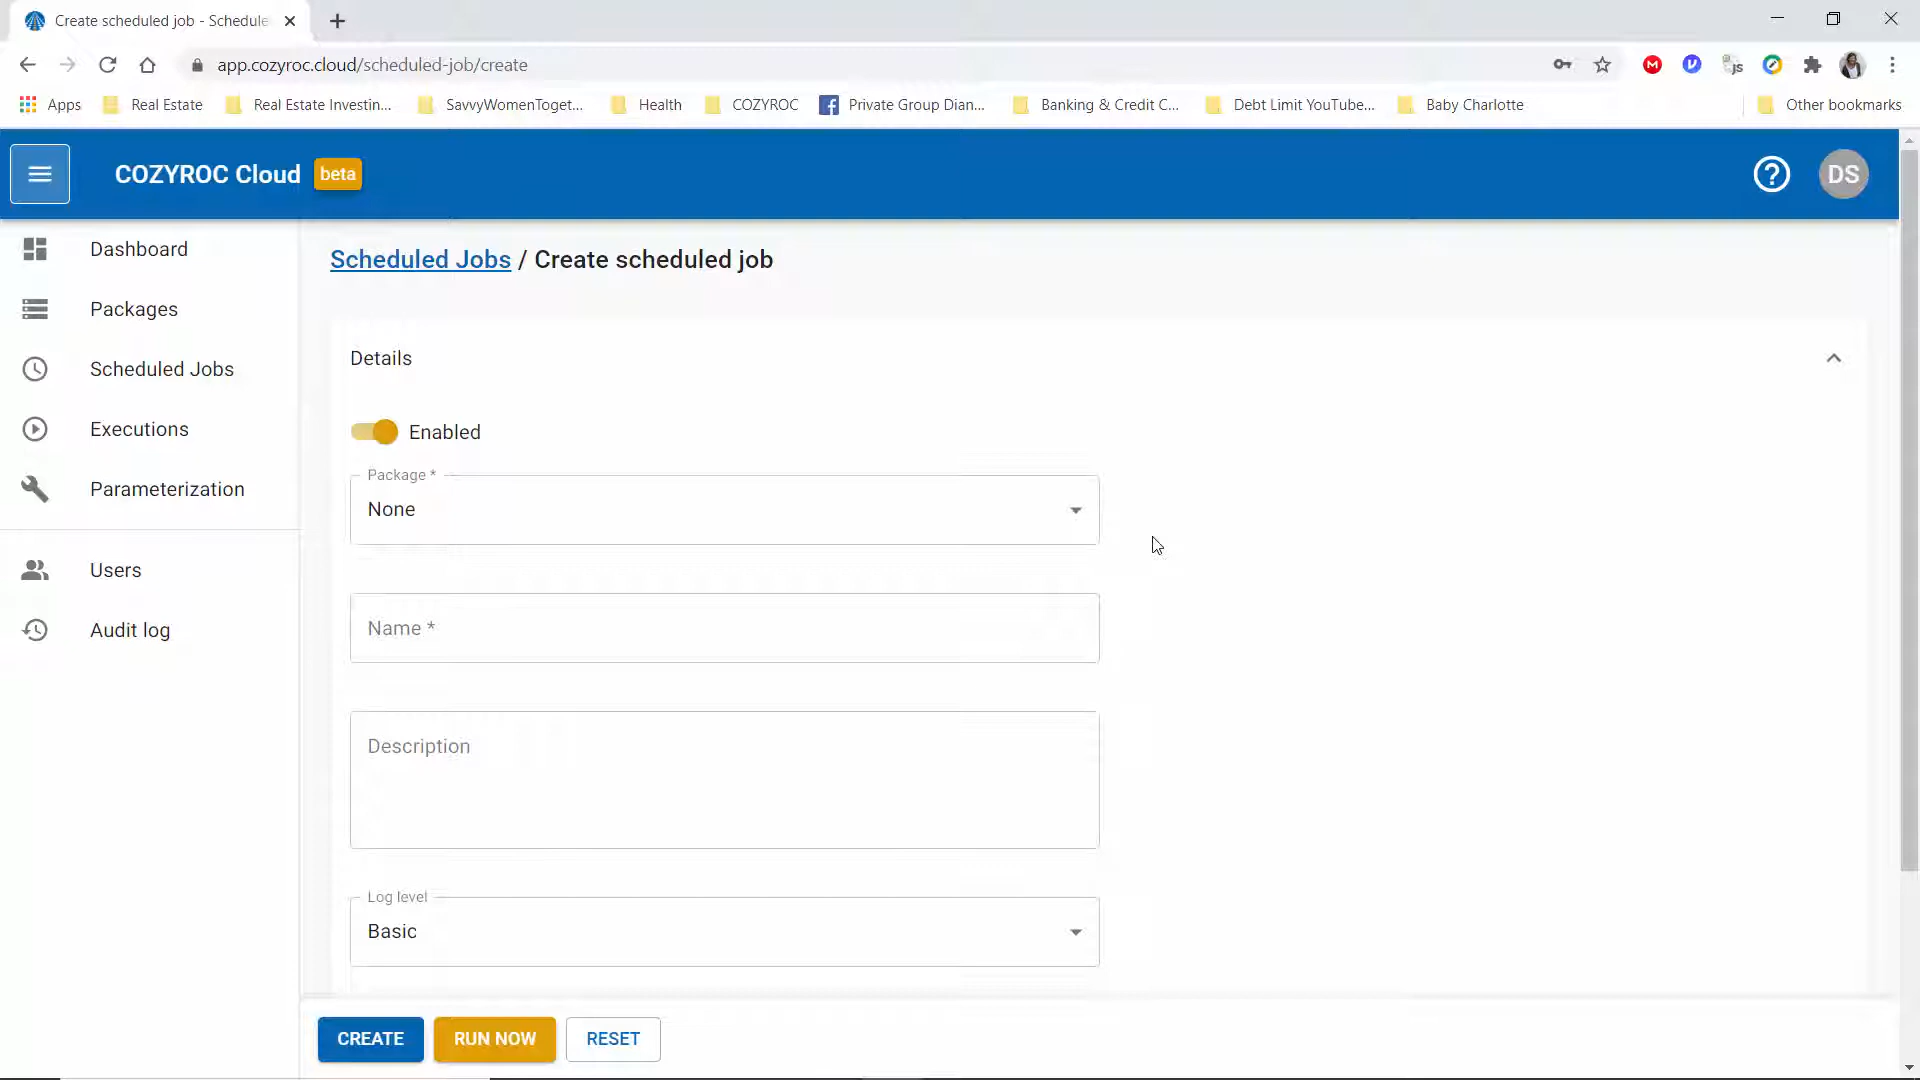 Create scheduled job - Schedule
app.cozyroc.cloud/scheduled-job/create
Apps Real Estate Real Estate Investin... SavvyWomenToget... Health COZYROC Private Group Dian... Banking & Credit C... Debt Limit YouTube... Baby Charlotte Other bookmarks
COZYROC Cloud beta
DS
Dashboard
Packages
Scheduled Jobs
Executions
Parameterization
Users
Audit log
Scheduled Jobs / Create scheduled job
Details
Enabled
Package *
None
Name *
Description
Log level
Basic
CREATE RUN NOW RESET